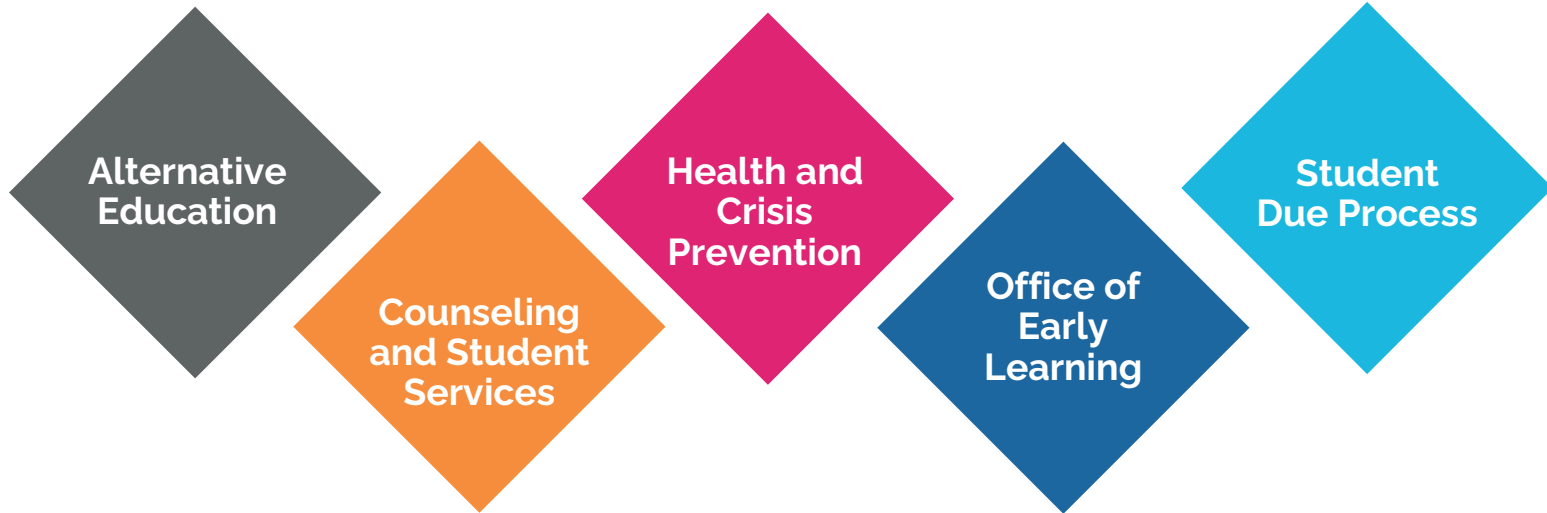 Alternative
Education
Counseling
and Student
Services
Health and
Crisis
Prevention
Office of
Early
Learning
Student
Due Process